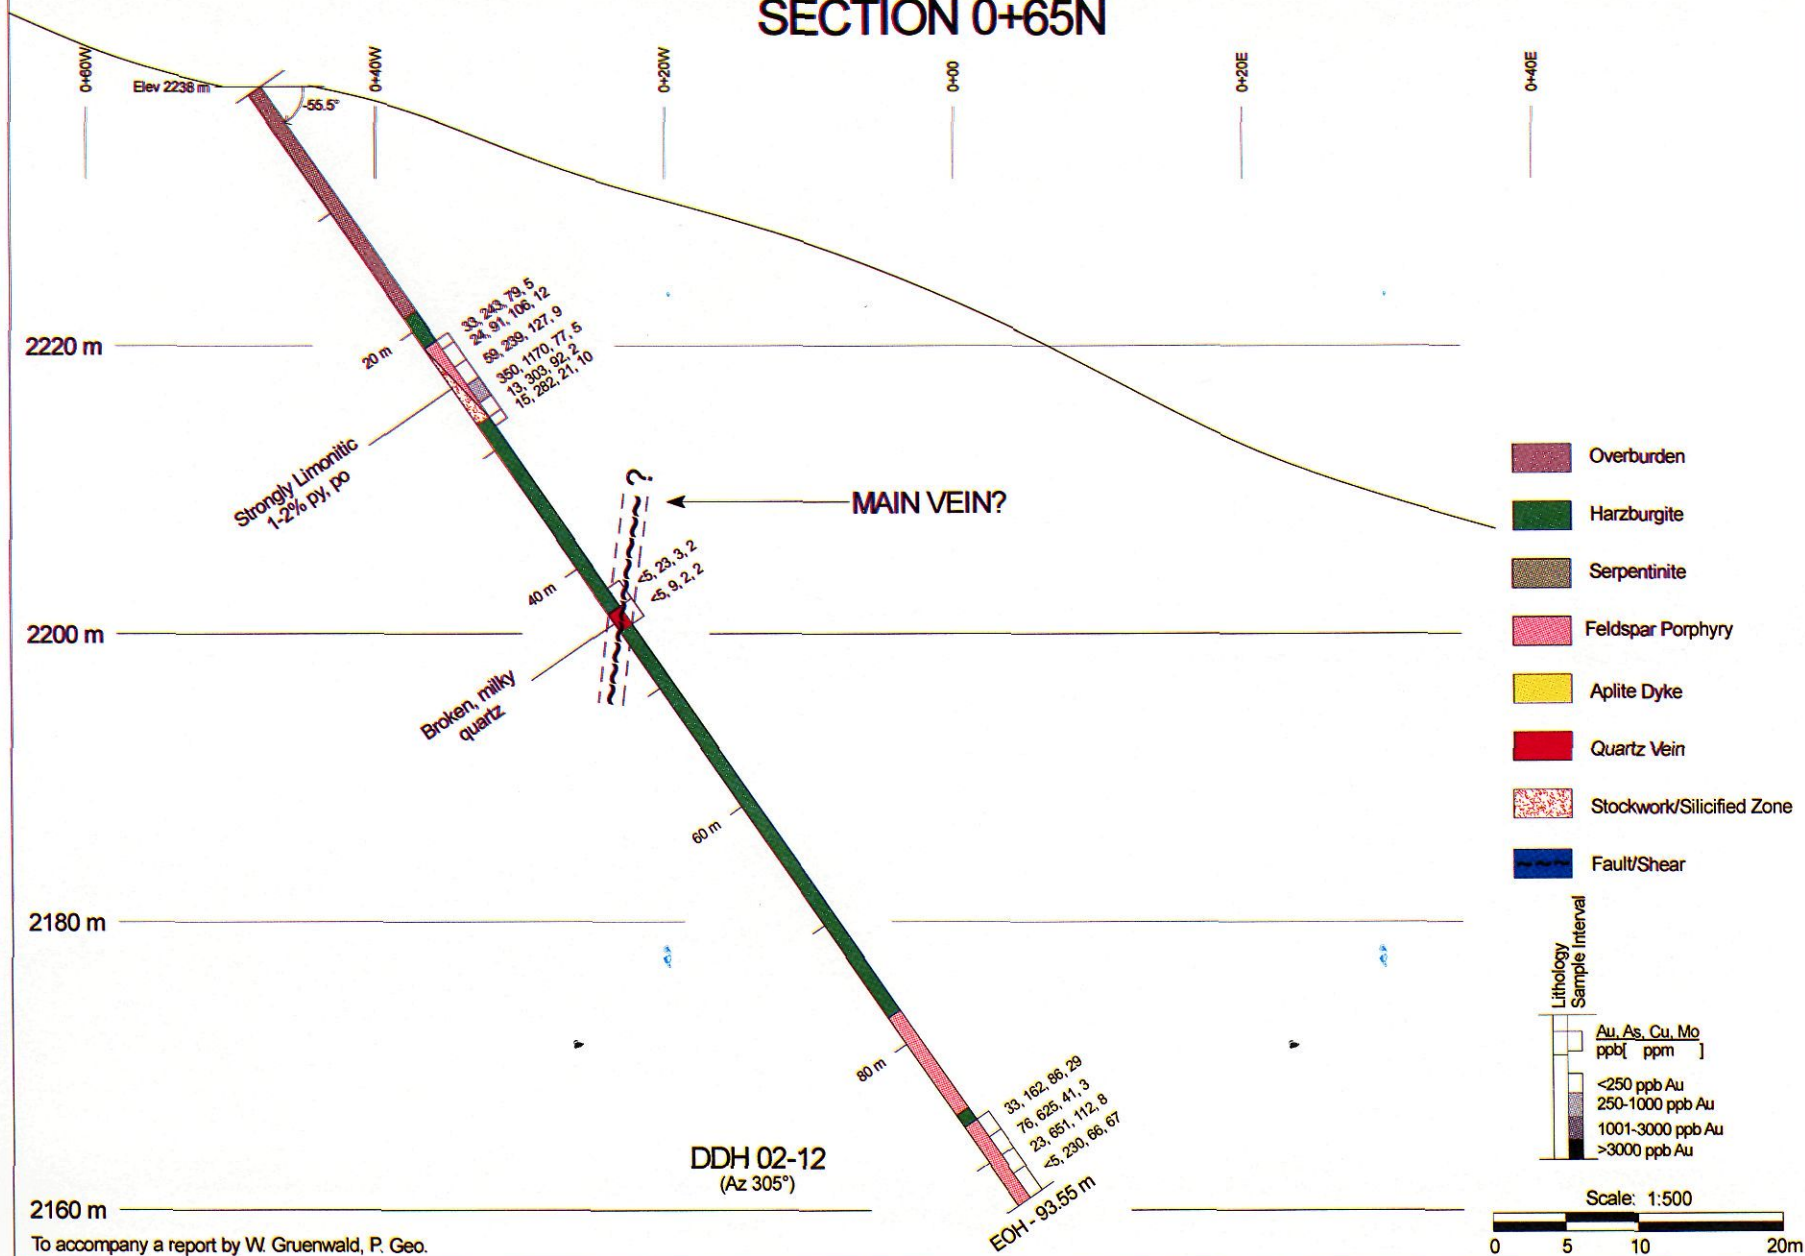 SECTION 0+65N
0+60W
0+40W
0+20W
0+00
0+20E
0+40E
Elev 2238 m
-55.5°
33, 243, 79, 5
24, 91, 106, 12
59, 239, 127, 9
350, 1170, 77, 5
13, 303, 92, 2
15, 282, 21, 10
2220 m
20 m
Strongly Limonitic
1-2% py, po
?
MAIN VEIN?
<5, 23, 3, 2
<5, 9, 2, 2
40 m
2200 m
Broken, milky
quartz
60 m
2180 m
80 m
33, 162, 86, 29
76, 625, 41, 3
23, 651, 112, 8
<5, 230, 66, 67
EOH - 93.55 m
DDH 02-12
(Az 305°)
2160 m
To accompany a report by W. Gruenwald, P. Geo.
Overburden
Harzburgite
Serpentinite
Feldspar Porphyry
Aplite Dyke
Quartz Vein
Stockwork/Silicified Zone
Fault/Shear
Lithology
Sample Interval
Au, As, Cu, Mo
ppb[ ppm ]
<250 ppb Au
250-1000 ppb Au
1001-3000 ppb Au
>3000 ppb Au
Scale: 1:500
0 5 10 20m